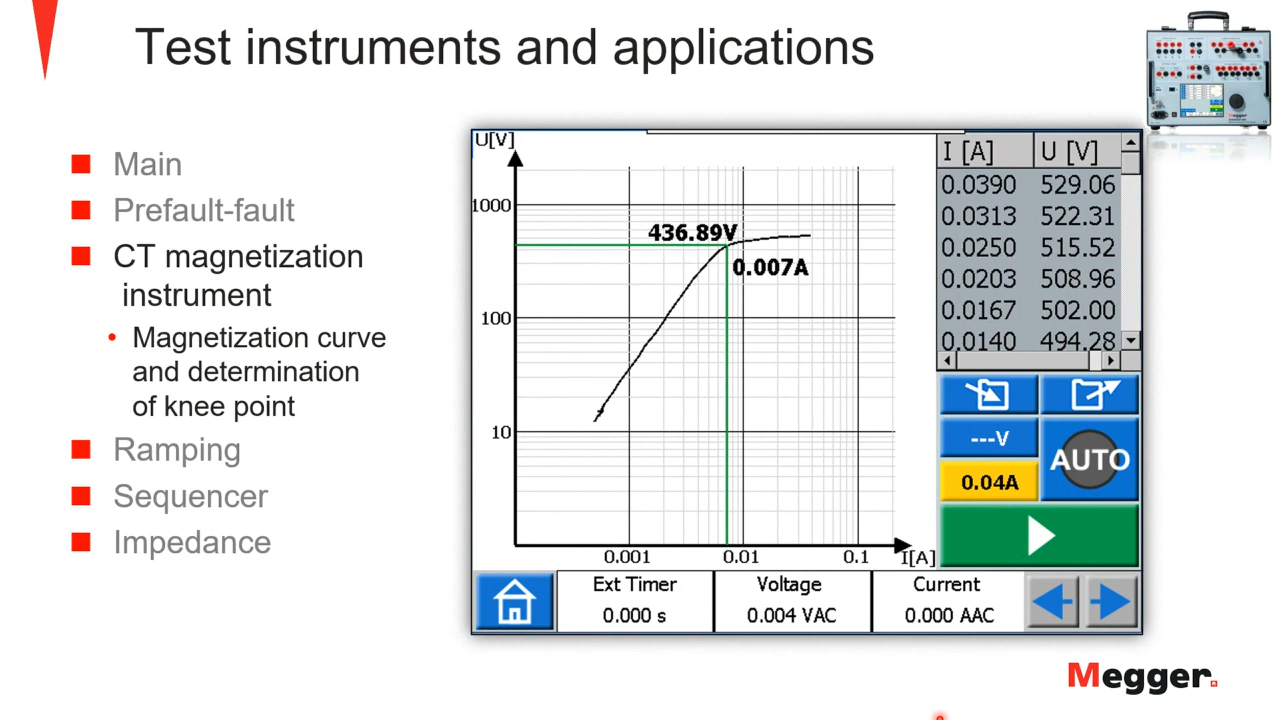 Test instruments and applications
Main
Prefault-fault
CT magnetization
instrument
Magnetization curve
and determination
of knee point
Ramping
Sequencer
Impedance
U[V]
1000
100
10
436.89V
0.007A
0.001
0.01
0.1
I[A]
I [A] U [V]
0.0390 529.06
0.0313 522.31
0.0250 515.52
0.0203 508.96
0.0167 502.00
0.0140 494.28
---V
AUTO
0.04A
Ext Timer
0.000 s
Voltage
0.004 VAC
Current
0.000 AAC
Megger
Megger.